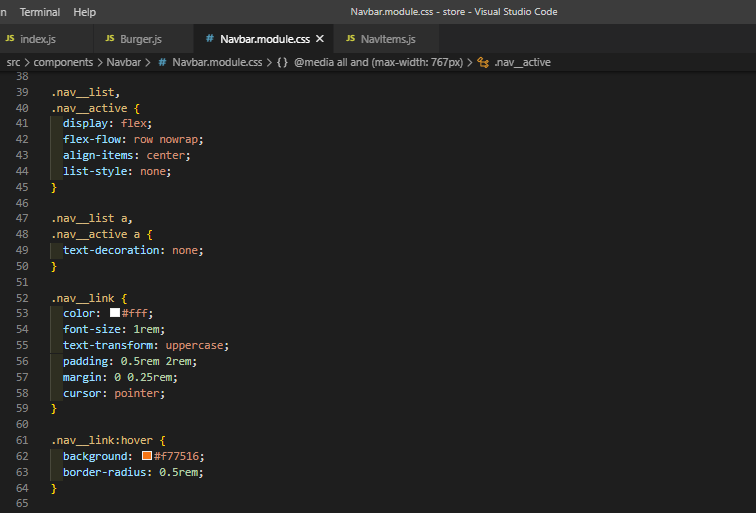 n Terminal Help Navbar.module.css - store - Visual Studio Code
JS index.js JS Burger.js # Navbar.module.css × JS NavItems.js
src > components > Navbar > # Navbar.module.css > {} @media all and (max-width: 767px) > .nav__active
38
39 .nav__list,
40 .nav__active {
41 display: flex;
42 flex-flow: row nowrap;
43 align-items: center;
44 list-style: none;
45 }
46
47 .nav__list a,
48 .nav__active a {
49 text-decoration: none;
50 }
51
52 .nav__link {
53 color: #fff;
54 font-size: 1rem;
55 text-transform: uppercase;
56 padding: 0.5rem 2rem;
57 margin: 0 0.25rem;
58 cursor: pointer;
59 }
60
61 .nav__link:hover {
62 background: #f77516;
63 border-radius: 0.5rem;
64 }
65